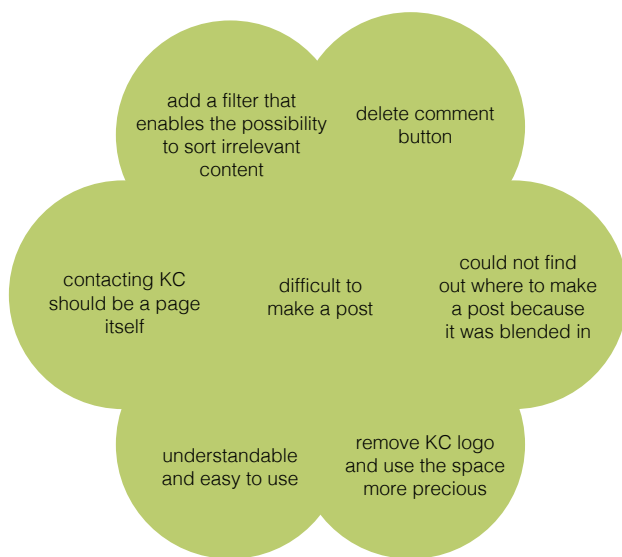 add a filter that
enables the possibility
to sort irrelevant
content
delete comment
button
contacting KC
should be a page
itself
difficult to
make a post
could not find
out where to make
a post because
it was blended in
understandable
and easy to use
remove KC logo
and use the space
more precious